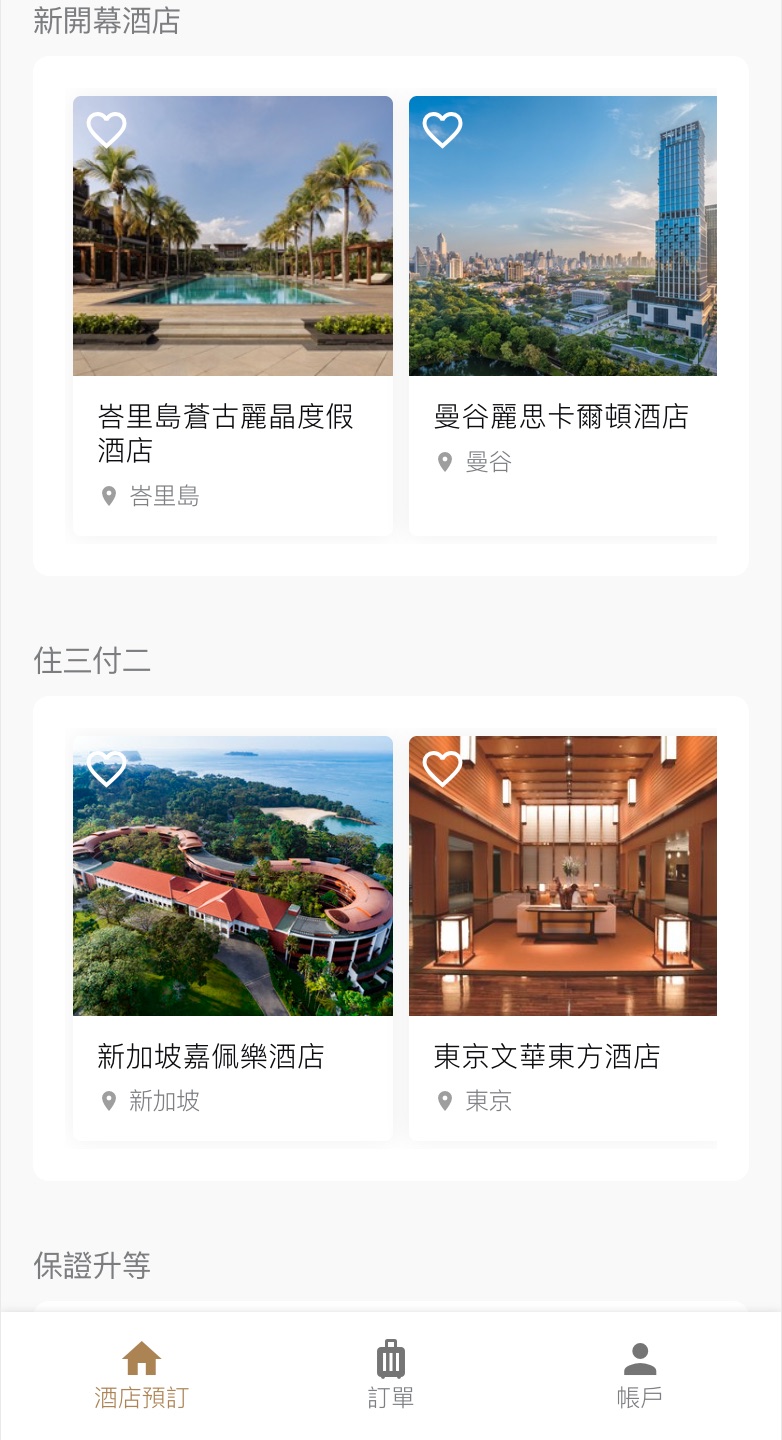 新開幕酒店
峇里島蒼古麗晶度假
酒店
峇里島
曼谷麗思卡爾頓酒店
曼谷
住三付二
新加坡嘉佩樂酒店
新加坡
東京文華東方酒店
東京
保證升等
酒店預訂
訂單
帳戶